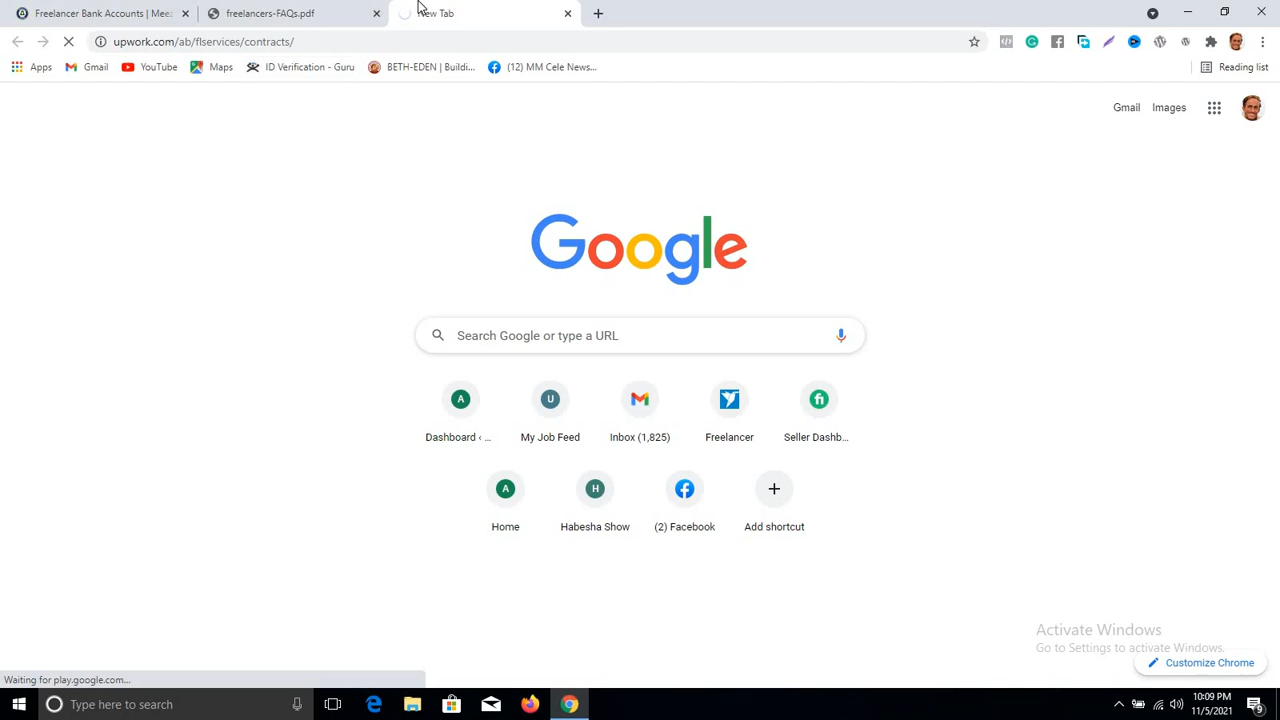 Freelancer Bank Accounts | Mee
freelancers-FAQs.pdf
New Tab
upwork.com/ab/flservices/contracts/
Apps
Gmail
YouTube
Maps
ID Verification - Guru
BETH-EDEN | Buildi...
(12) MM Cele News...
Reading list
Gmail
Images
Google
Search Google or type a URL
A
U
Dashboard ‹ ...
My Job Feed
Inbox (1,825)
Freelancer
Seller Dashb...
fi
A
H
Home
Habesha Show
(2) Facebook
Add shortcut
Activate Windows
Go to Settings to activate Windows.
Customize Chrome
Waiting for play.google.com...
Type here to search
10:09 PM
11/5/2021
9